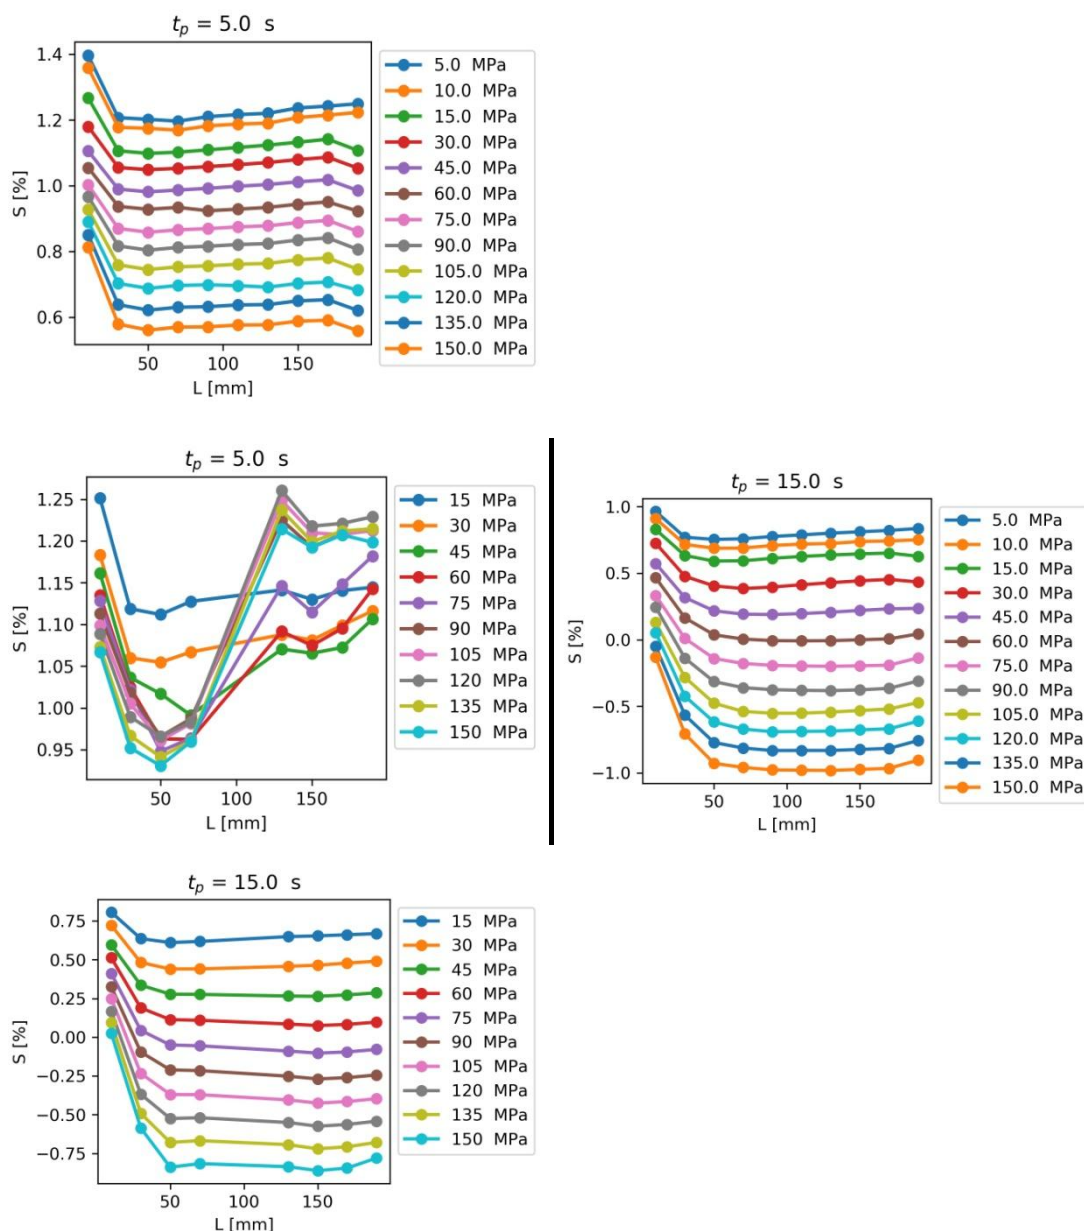 t_p = 5.0 s
1.4
1.2
1.0
0.8
0.6
S [%]
50 100 150
L [mm]
5.0 MPa
10.0 MPa
15.0 MPa
30.0 MPa
45.0 MPa
60.0 MPa
75.0 MPa
90.0 MPa
105.0 MPa
120.0 MPa
135.0 MPa
150.0 MPa
t_p = 5.0 s
1.25
1.20
1.15
1.10
1.05
1.00
0.95
S [%]
50 100 150
L [mm]
15 MPa
30 MPa
45 MPa
60 MPa
75 MPa
90 MPa
105 MPa
120 MPa
135 MPa
150 MPa
t_p = 15.0 s
1.0
0.5
0.0
−0.5
−1.0
S [%]
50 100 150
L [mm]
5.0 MPa
10.0 MPa
15.0 MPa
30.0 MPa
45.0 MPa
60.0 MPa
75.0 MPa
90.0 MPa
105.0 MPa
120.0 MPa
135.0 MPa
150.0 MPa
t_p = 15.0 s
0.75
0.50
0.25
0.00
−0.25
−0.50
−0.75
S [%]
50 100 150
L [mm]
15 MPa
30 MPa
45 MPa
60 MPa
75 MPa
90 MPa
105 MPa
120 MPa
135 MPa
150 MPa